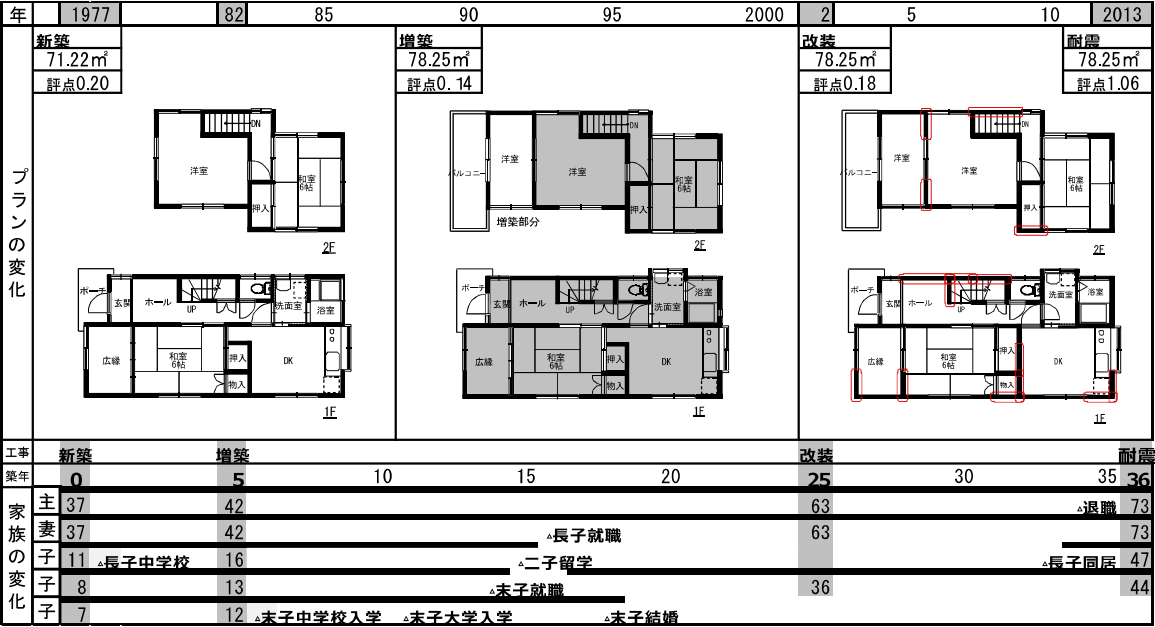 年 1977 82 85 90 95 2000 2 5 10 2013
新築
71.22㎡
評点0.20
増築
78.25㎡
評点0.14
改装
78.25㎡
評点0.18
耐震
78.25㎡
評点1.06
プランの変化
DN
洋室
和室
6帖
押入
2F
ポーチ
玄関
ホール
UP
洗面室
浴室
広縁
和室
6帖
押入
物入
DK
1F
バルコニー
洋室
洋室
DN
和室
6帖
押入
増築部分
2F
ポーチ
玄関
ホール
UP
洗面室
浴室
広縁
和室
6帖
押入
物入
DK
1F
バルコニー
洋室
洋室
DN
和室
6帖
押入
2F
ポーチ
玄関
ホール
UP
洗面室
浴室
広縁
和室
6帖
押入
物入
DK
1F
工事 新築 増築 改装 耐震
築年 0 5 10 15 20 25 30 35 36
家族の変化
主 37 42 63 △退職 73
妻 37 42 △長子就職 63 73
子 11 △長子中学校 16 △二子留学 △長子同居 47
子 8 13 △末子就職 36 44
子 7 12 △末子中学校入学 △末子大学入学 △末子結婚